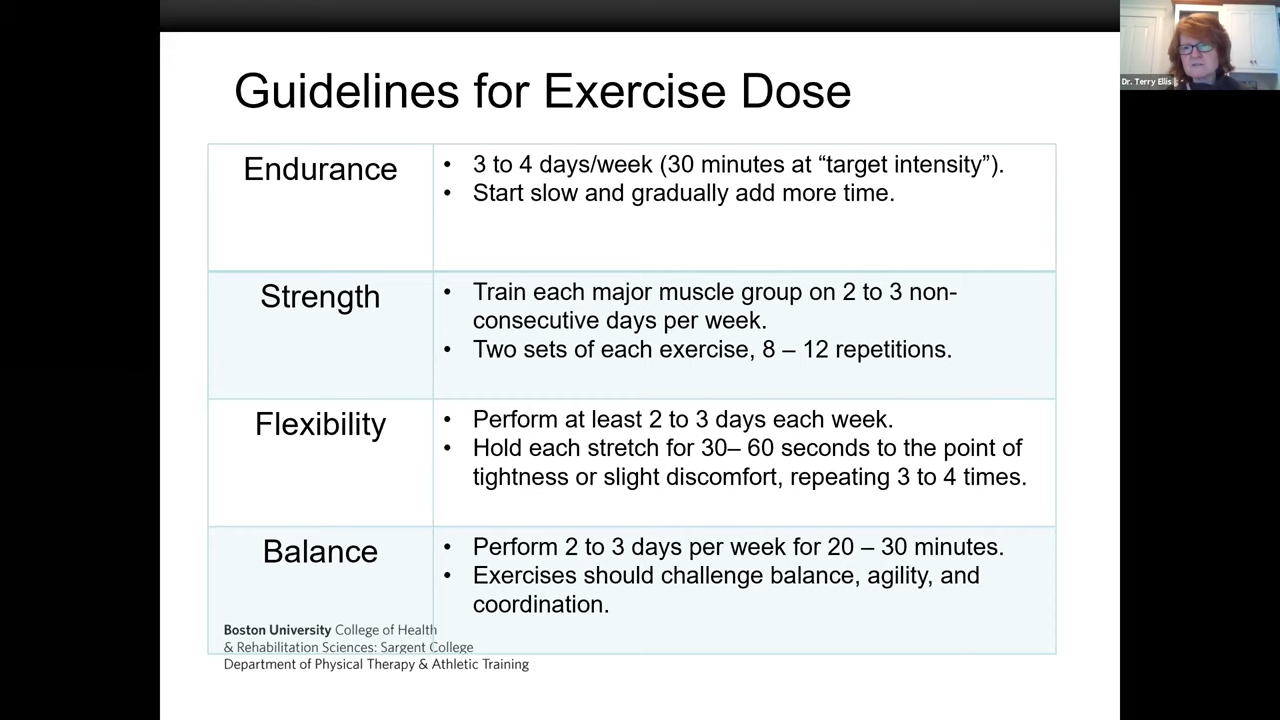 Guidelines for Exercise Dose
Dr. Terry Ellis
Endurance
• 3 to 4 days/week (30 minutes at “target intensity”).
• Start slow and gradually add more time.
Strength
• Train each major muscle group on 2 to 3 non-
consecutive days per week.
• Two sets of each exercise, 8 – 12 repetitions.
Flexibility
• Perform at least 2 to 3 days each week.
• Hold each stretch for 30– 60 seconds to the point of
tightness or slight discomfort, repeating 3 to 4 times.
Balance
• Perform 2 to 3 days per week for 20 – 30 minutes.
• Exercises should challenge balance, agility, and
coordination.
Boston University College of Health
& Rehabilitation Sciences: Sargent College
Department of Physical Therapy & Athletic Training